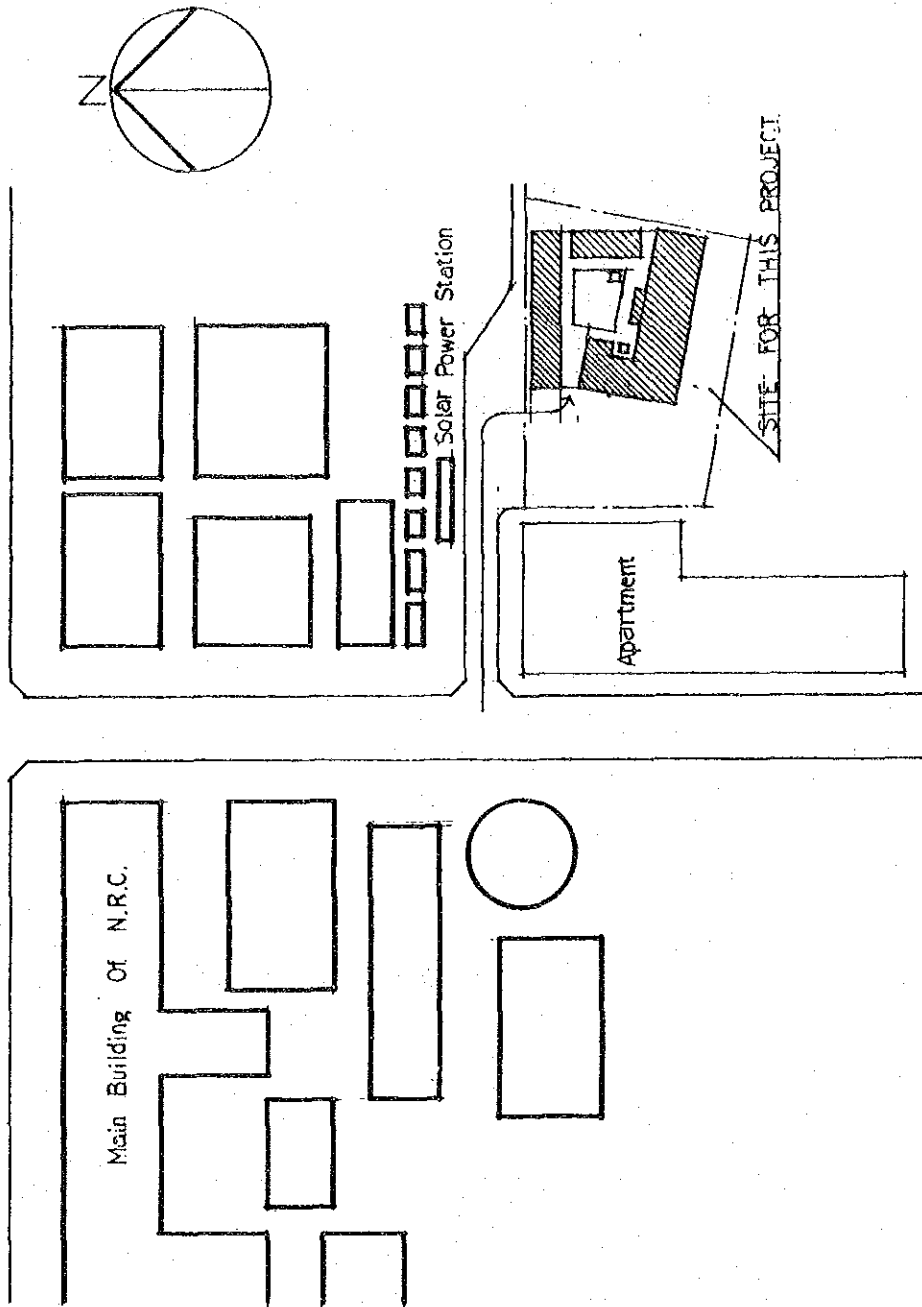 N
Main Building Of N.R.C.
Solar Power Station
Apartment
SITE FOR THIS PROJECT